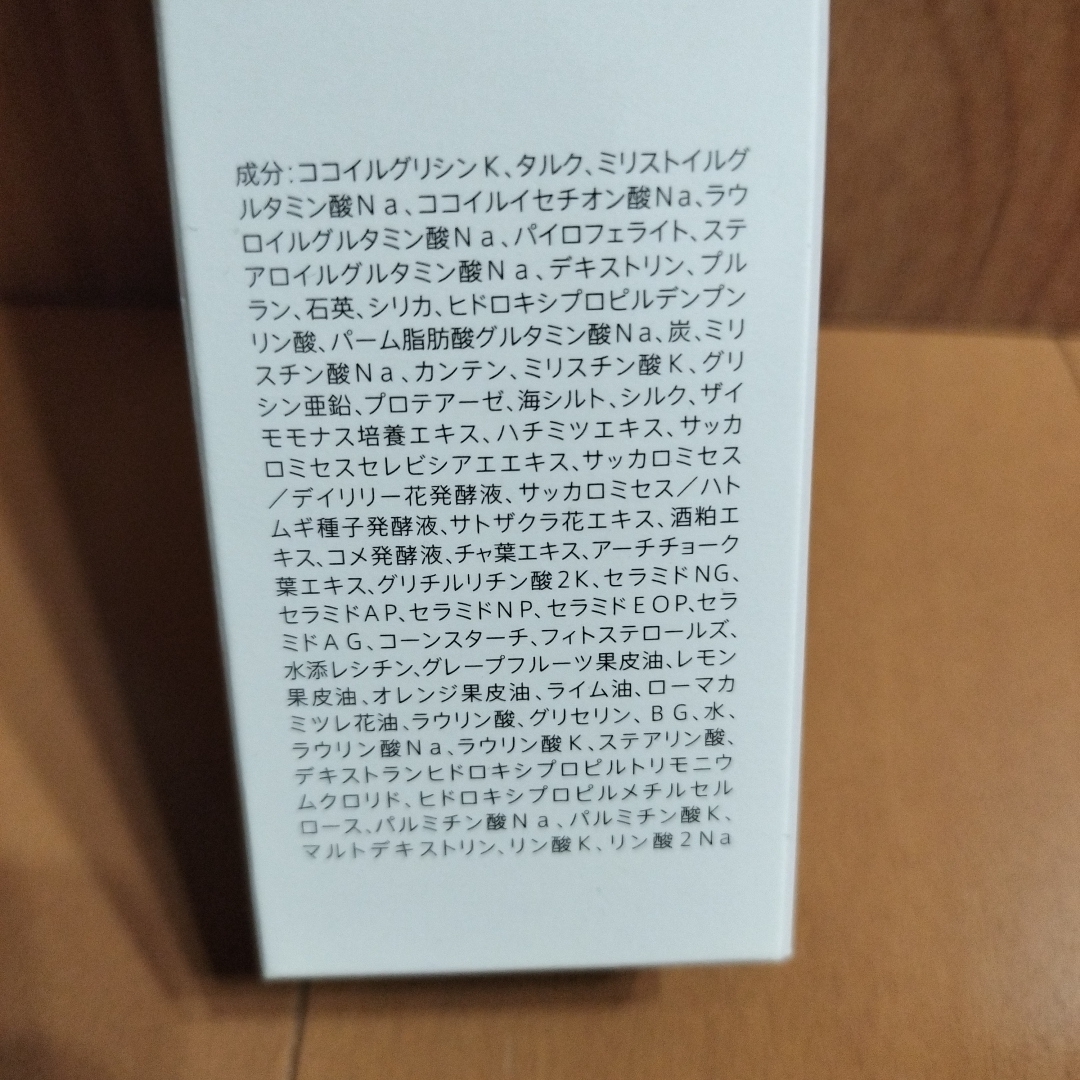 成分:ココイルグリシンK、タルク、ミリストイルグ
ルタミン酸Na、ココイルイセチオン酸Na、ラウ
ロイルグルタミン酸Na、パイロフェライト、ステ
アロイルグルタミン酸Na、デキストリン、プル
ラン、石英、シリカ、ヒドロキシプロピルデンプン
リン酸、パーム脂肪酸グルタミン酸Na、炭、ミリ
スチン酸Na、カンテン、ミリスチン酸K、グリ
シン亜鉛、プロテアーゼ、海シルト、シルク、ザイ
モモナス培養エキス、ハチミツエキス、サッカ
ロミセスセレビシアエエキス、サッカロミセス
／デイリリー花発酵液、サッカロミセス／ハト
ムギ種子発酵液、サトザクラ花エキス、酒粕エ
キス、コメ発酵液、チャ葉エキス、アーチチョーク
葉エキス、グリチルリチン酸2K、セラミドNG、
セラミドAP、セラミドNP、セラミドEOP、セラ
ミドAG、コーンスターチ、フィトステロールズ、
水添レシチン、グレープフルーツ果皮油、レモン
果皮油、オレンジ果皮油、ライム油、ローマカ
ミツレ花油、ラウリン酸、グリセリン、BG、水、
ラウリン酸Na、ラウリン酸K、ステアリン酸、
デキストランヒドロキシプロピルトリモニウ
ムクロリド、ヒドロキシプロピルメチルセル
ロース、パルミチン酸Na、パルミチン酸K、
マルトデキストリン、リン酸K、リン酸2Na